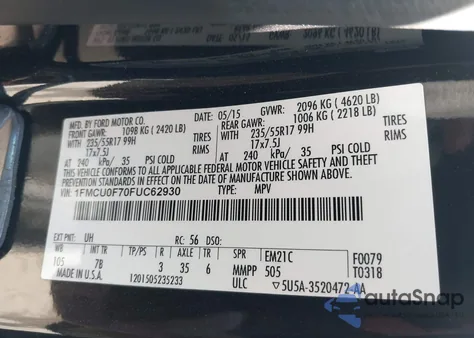 MFD. BY FORD MOTOR CO. 05/15 GVWR: 2096 KG ( 4620 LB)
FRONT GAWR: 1098 KG ( 2420 LB) REAR GAWR: 1006 KG ( 2218 LB)
235/55R17 99H TIRES 235/55R17 99H TIRES
17x7.5J RIMS 17x7.5J RIMS
AT 240 kPa/ 35 PSI COLD AT 240 kPa/ 35 PSI COLD
CONFORMS TO ALL APPLICABLE FEDERAL MOTOR VEHICLE
SAFETY, BUMPER, AND THEFT PREVENTION STANDARDS IN EFFECT
ON THE DATE OF MANUFACTURE SHOWN ABOVE.
VIN: 1FMCU0F70FUC62930 TYPE: MPV
F0079
T0318
EXT PNT: UH RC: 56 DSO:
WB INT TR TP/PS R AXLE TR SPR EM21C
105 7B 3 35 6 6 MMPP 505
MADE IN U.S.A. 1201505235233 ULC ▽5U5A-3520472-AA
AutoSnap